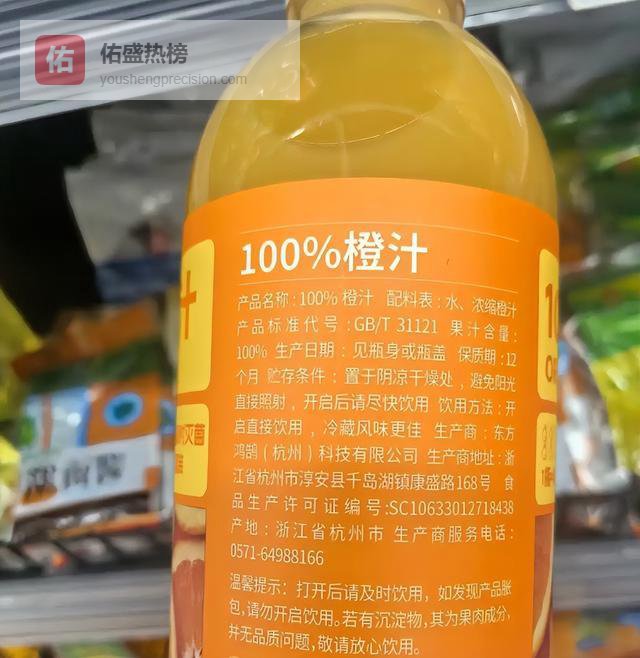 佑
佑盛热榜
youshengprecision.com
100%橙汁
产品名称：100% 橙汁 配料表：水、浓缩橙汁
产品标准代号：GB/T 31121 果汁含量：
100% 生产日期：见瓶身或瓶盖 保质期：12
个月 贮存条件：置于阴凉干燥处，避免阳光
直接照射，开启后请尽快饮用 饮用方法：开
启直接饮用，冷藏风味更佳 生产商：东方
鸿鹄（杭州）科技有限公司 生产商地址：浙
江省杭州市淳安县千岛湖镇康盛路168号 食
品生产许可证编号:SC10633012718438
产地：浙江省杭州市 生产商服务电话：
0571-64988166
温馨提示：打开后请及时饮用，如发现产品胀
包，请勿开启饮用。若有沉淀物，其为果肉成分，
并无品质问题，敬请放心饮用。
汁
灭菌